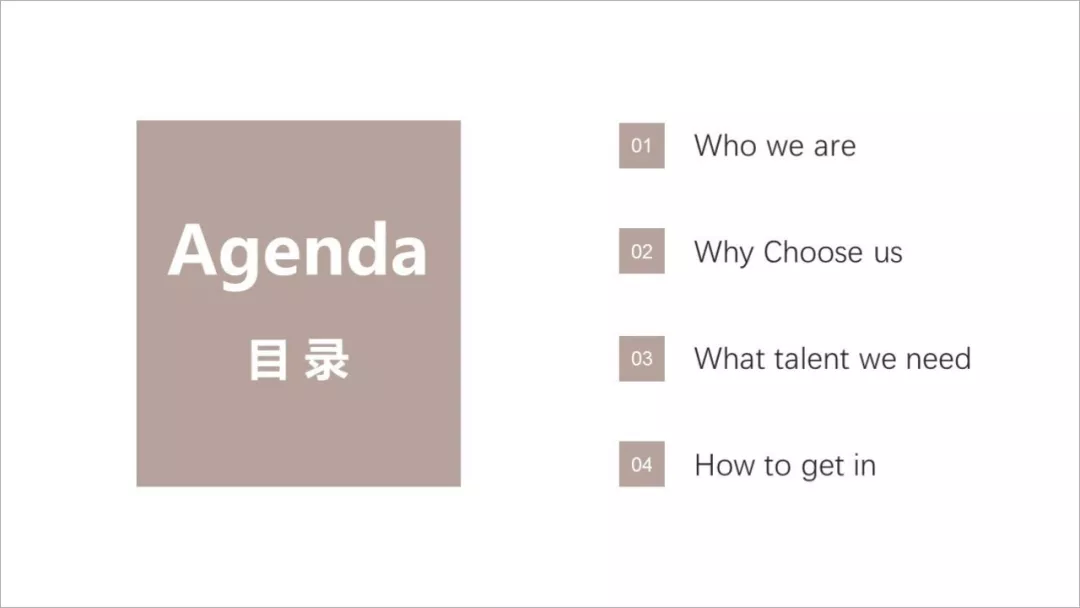 Agenda
目录
01 Who we are
02 Why Choose us
03 What talent we need
04 How to get in